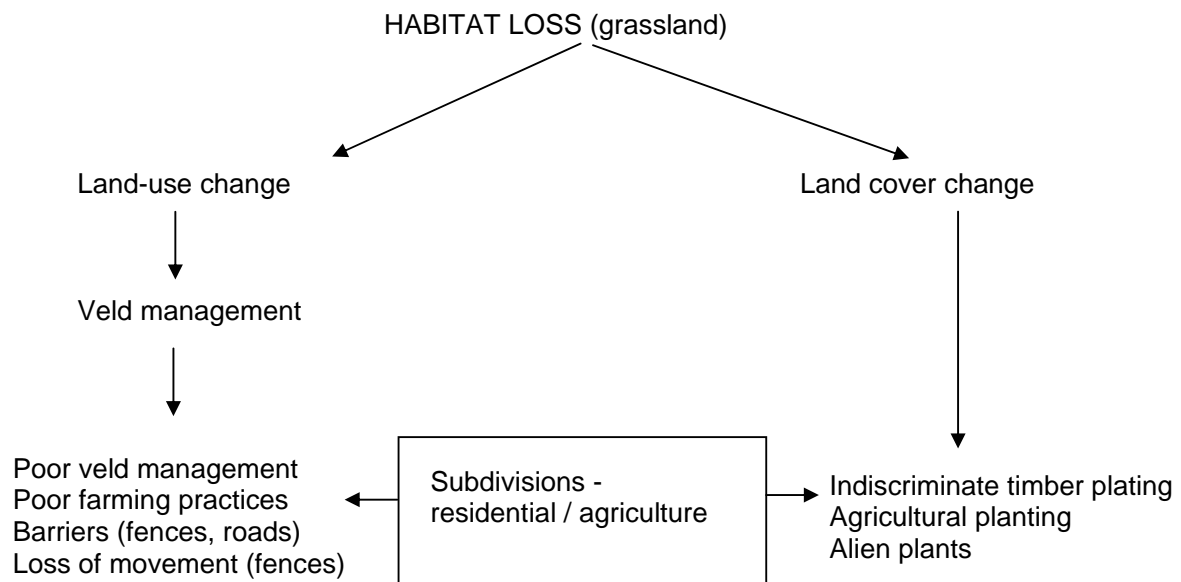 HABITAT LOSS (grassland)
Land-use change
Land cover change
Veld management
Poor veld management
Poor farming practices
Barriers (fences, roads)
Loss of movement (fences)
Subdivisions -
residential / agriculture
Indiscriminate timber plating
Agricultural planting
Alien plants